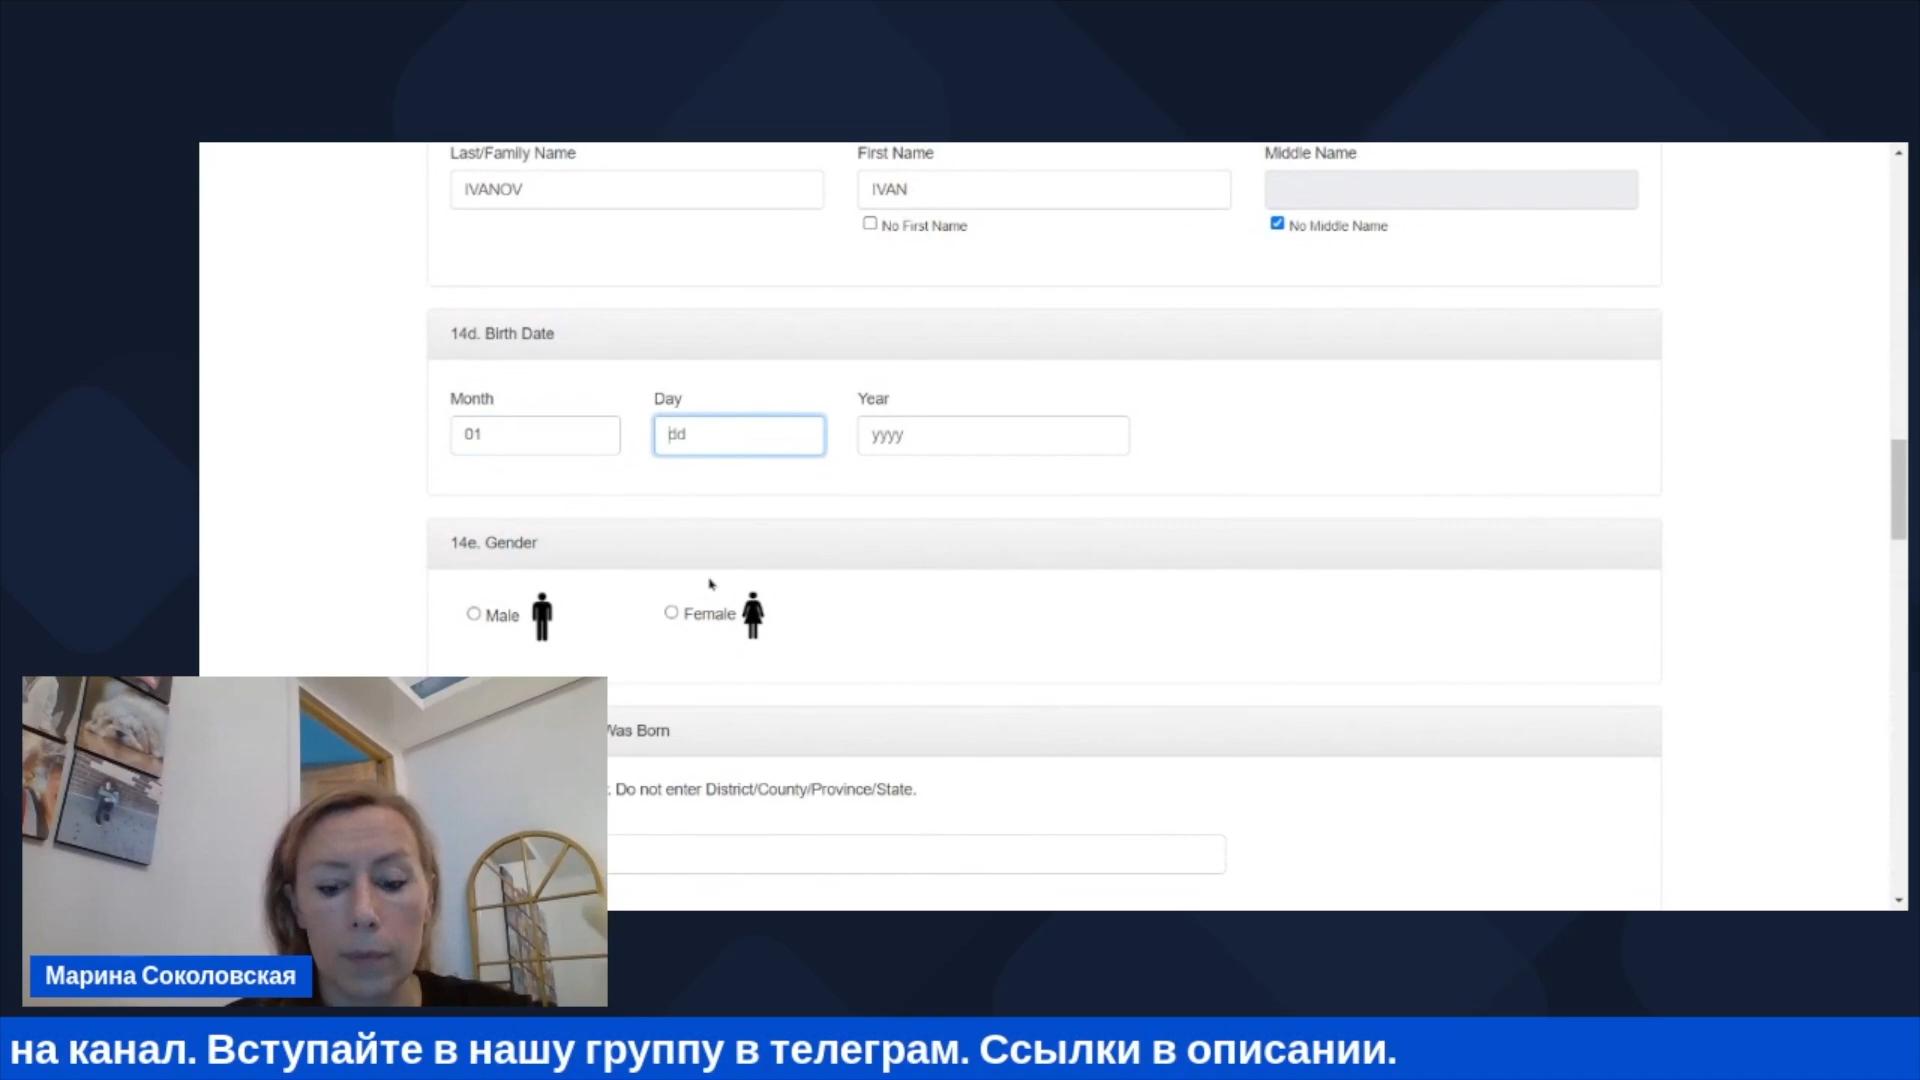 Last/Family Name First Name Middle Name
IVANOV IVAN
No First Name No Middle Name
14d. Birth Date
Month Day Year
01 dd yyyy
14e. Gender
Male Female
Was Born
. Do not enter District/County/Province/State.
Марина Соколовская
на канал. Вступайте в нашу группу в телеграм. Ссылки в описании.